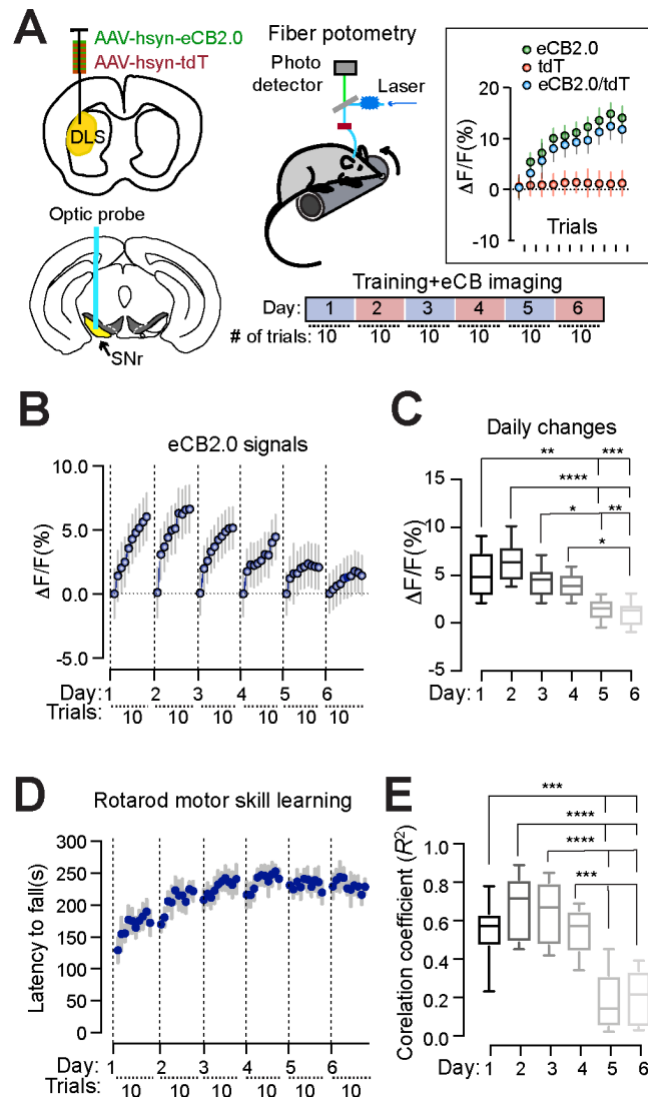 A
AAV-hsyn-eCB2.0
AAV-hsyn-tdT
DLS
Optic probe
SNr
Fiber potometry
Photo
detector
Laser
eCB2.0
tdT
eCB2.0/tdT
ΔF/F(%)
20
10
0
-10
Trials
Training+eCB imaging
Day: 1 2 3 4 5 6
# of trials: 10 10 10 10 10 10
B
eCB2.0 signals
ΔF/F(%)
10.0
5.0
0.0
-5.0
Day: 1 2 3 4 5 6
Trials: 10 10 10 10 10 10
C
Daily changes
** ***
****
* **
*
ΔF/F(%)
15
10
5
0
-5
Day: 1 2 3 4 5 6
D
Rotarod motor skill learning
Latency to fall(s)
300
250
200
150
100
50
0
Day: 1 2 3 4 5 6
Trials: 10 10 10 10 10 10
E
***
****
****
***
Corelation coefficient (R²)
1.0
0.8
0.6
0.4
0.2
0.0
Day: 1 2 3 4 5 6